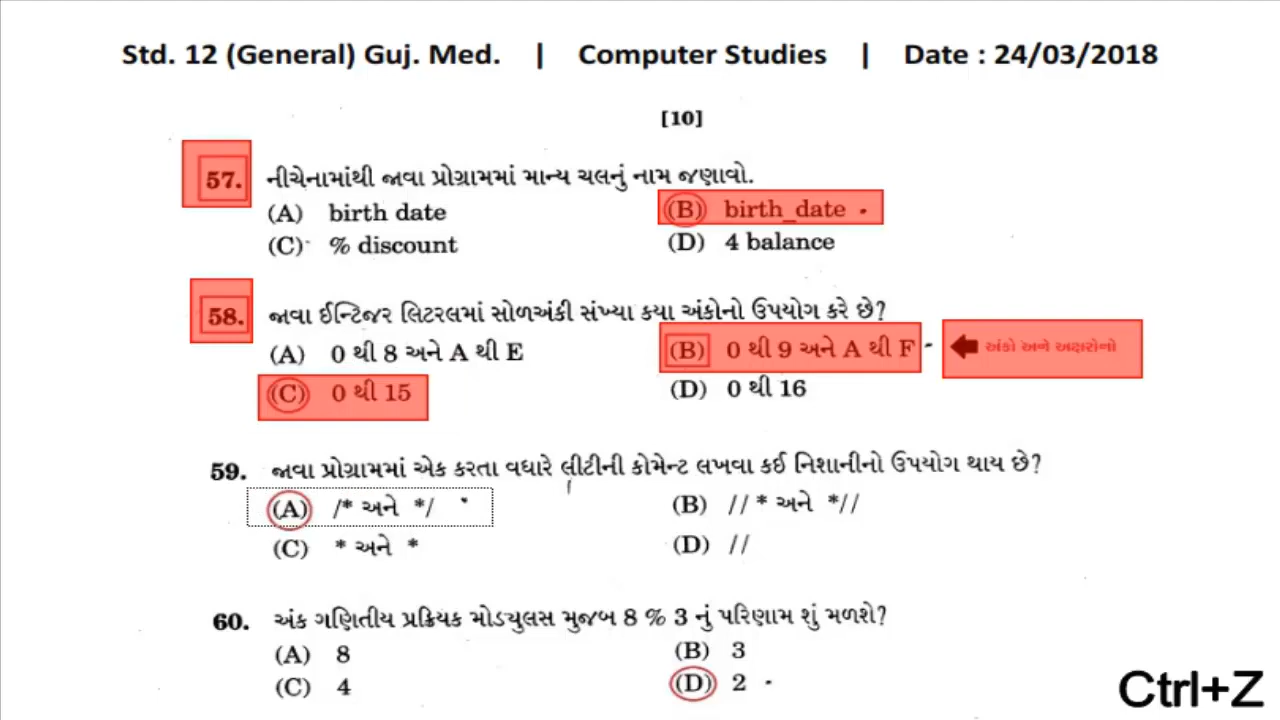 Std. 12 (General) Guj. Med. | Computer Studies | Date : 24/03/2018
[10]
57. નીચેનામાંથી જાવા પ્રોગ્રામમાં માન્ય ચલનું નામ જણાવો.
(A) birth date (B) birth_date
(C) % discount (D) 4 balance
58. જાવા ઈન્ટિજર લિટરલમાં સોળઅંકી સંખ્યા કયા અંકોનો ઉપયોગ કરે છે?
(A) 0 થી 8 અને A થી E (B) 0 થી 9 અને A થી F અંકો અને અક્ષરોનો
(C) 0 થી 15 (D) 0 થી 16
59. જાવા પ્રોગ્રામમાં એક કરતા વધારે લીટીની કોમેન્ટ લખવા કઈ નિશાનીનો ઉપયોગ થાય છે?
(A) /* અને */ (B) //* અને *//
(C) * અને * (D) //
60. અંક ગણિતીય પ્રક્રિયક મોડ્યુલસ મુજબ 8 % 3 નું પરિણામ શું મળશે?
(A) 8 (B) 3
(C) 4 (D) 2
Ctrl+Z